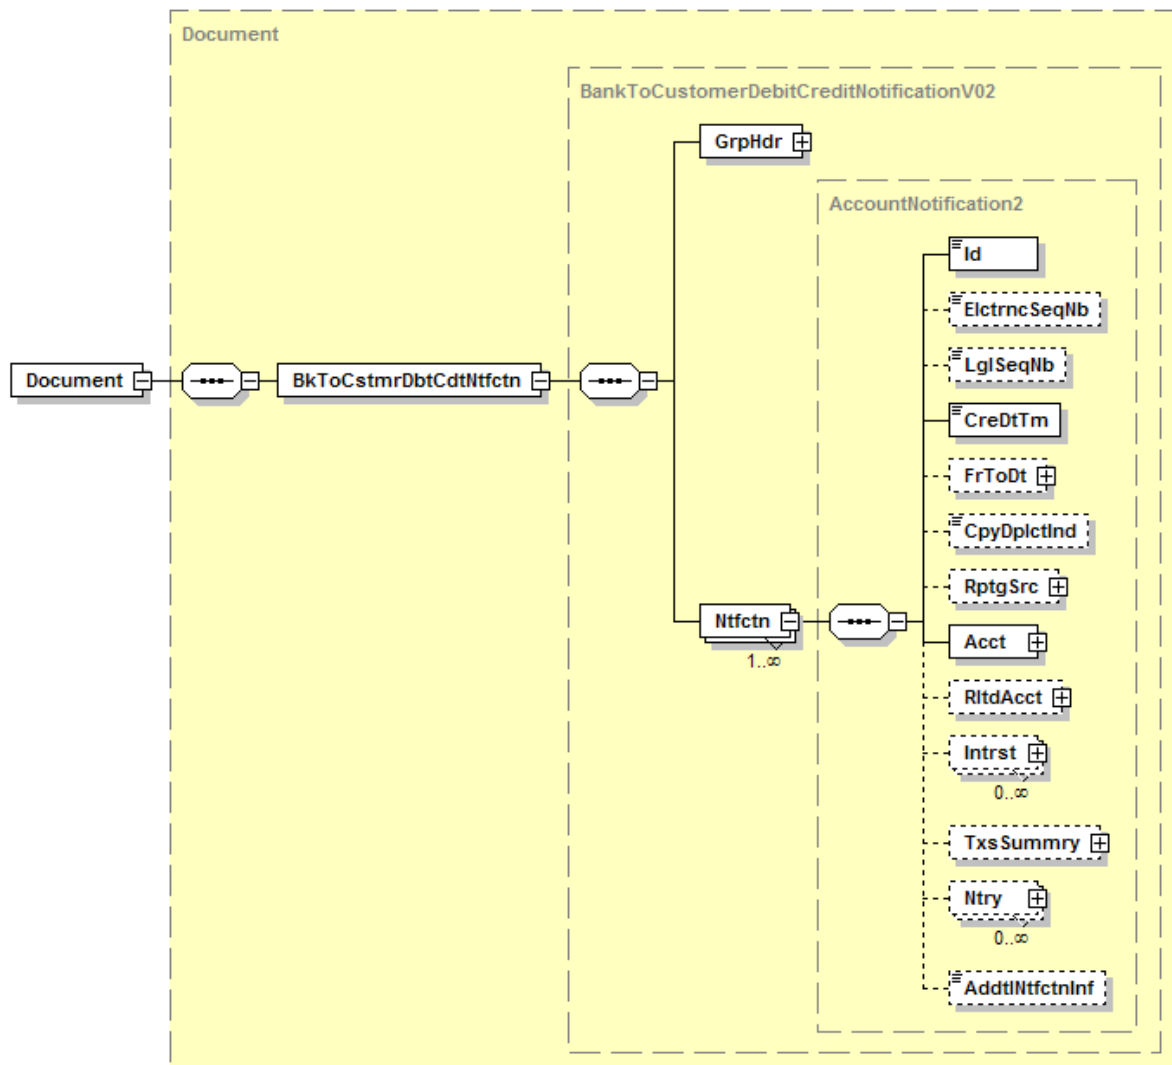 Document
BankToCustomerDebitCreditNotificationV02
GrpHdr
AccountNotification2
Id
ElctrncSeqNb
LglSeqNb
Document
BkToCstmrDbtCdtNtfctn
CreDtTm
FrToDt
CpyDplctInd
RptgSrc
Ntfctn
1..∞
Acct
RltdAcct
Intrst
0..∞
TxsSummry
Ntry
0..∞
AddtlNtfctnInf